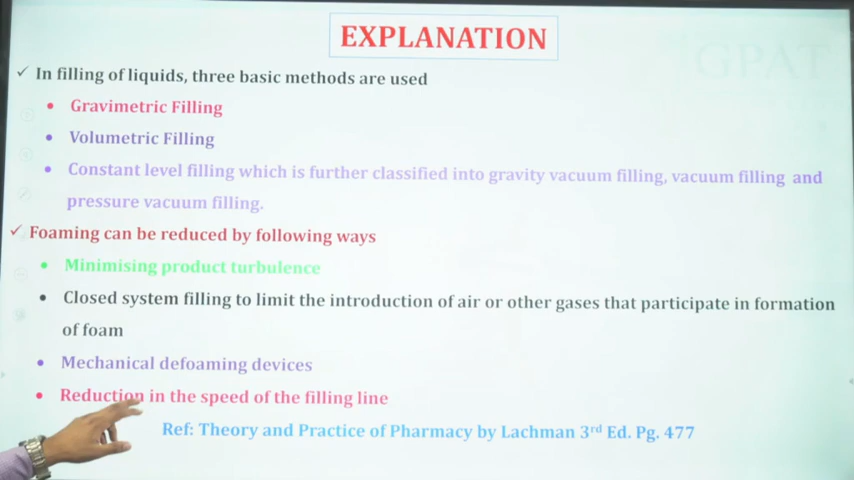 EXPLANATION
GPAT
✓ In filling of liquids, three basic methods are used
• Gravimetric Filling
• Volumetric Filling
• Constant level filling which is further classified into gravity vacuum filling, vacuum filling and
pressure vacuum filling.
✓ Foaming can be reduced by following ways
• Minimising product turbulence
• Closed system filling to limit the introduction of air or other gases that participate in formation
of foam
• Mechanical defoaming devices
• Reduction in the speed of the filling line
Ref: Theory and Practice of Pharmacy by Lachman 3rd Ed. Pg. 477